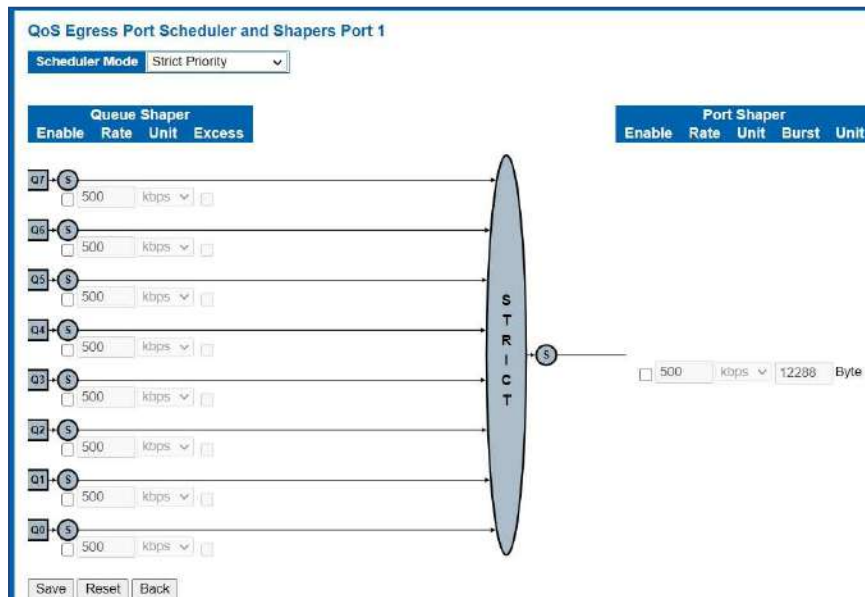 QoS Egress Port Scheduler and Shapers Port 1
Scheduler Mode Strict Priority
Queue Shaper Port Shaper
Enable Rate Unit Excess Enable Rate Unit Burst Unit
Q7 S
500 kbps
Q6 S
500 kbps
Q5 S
500 kbps
Q4 S
500 kbps
Q3 S
500 kbps
Q2 S
500 kbps
Q1 S
500 kbps
Q0 S
500 kbps
STRICT
S
500 kbps 12288 Byte
Save Reset Back